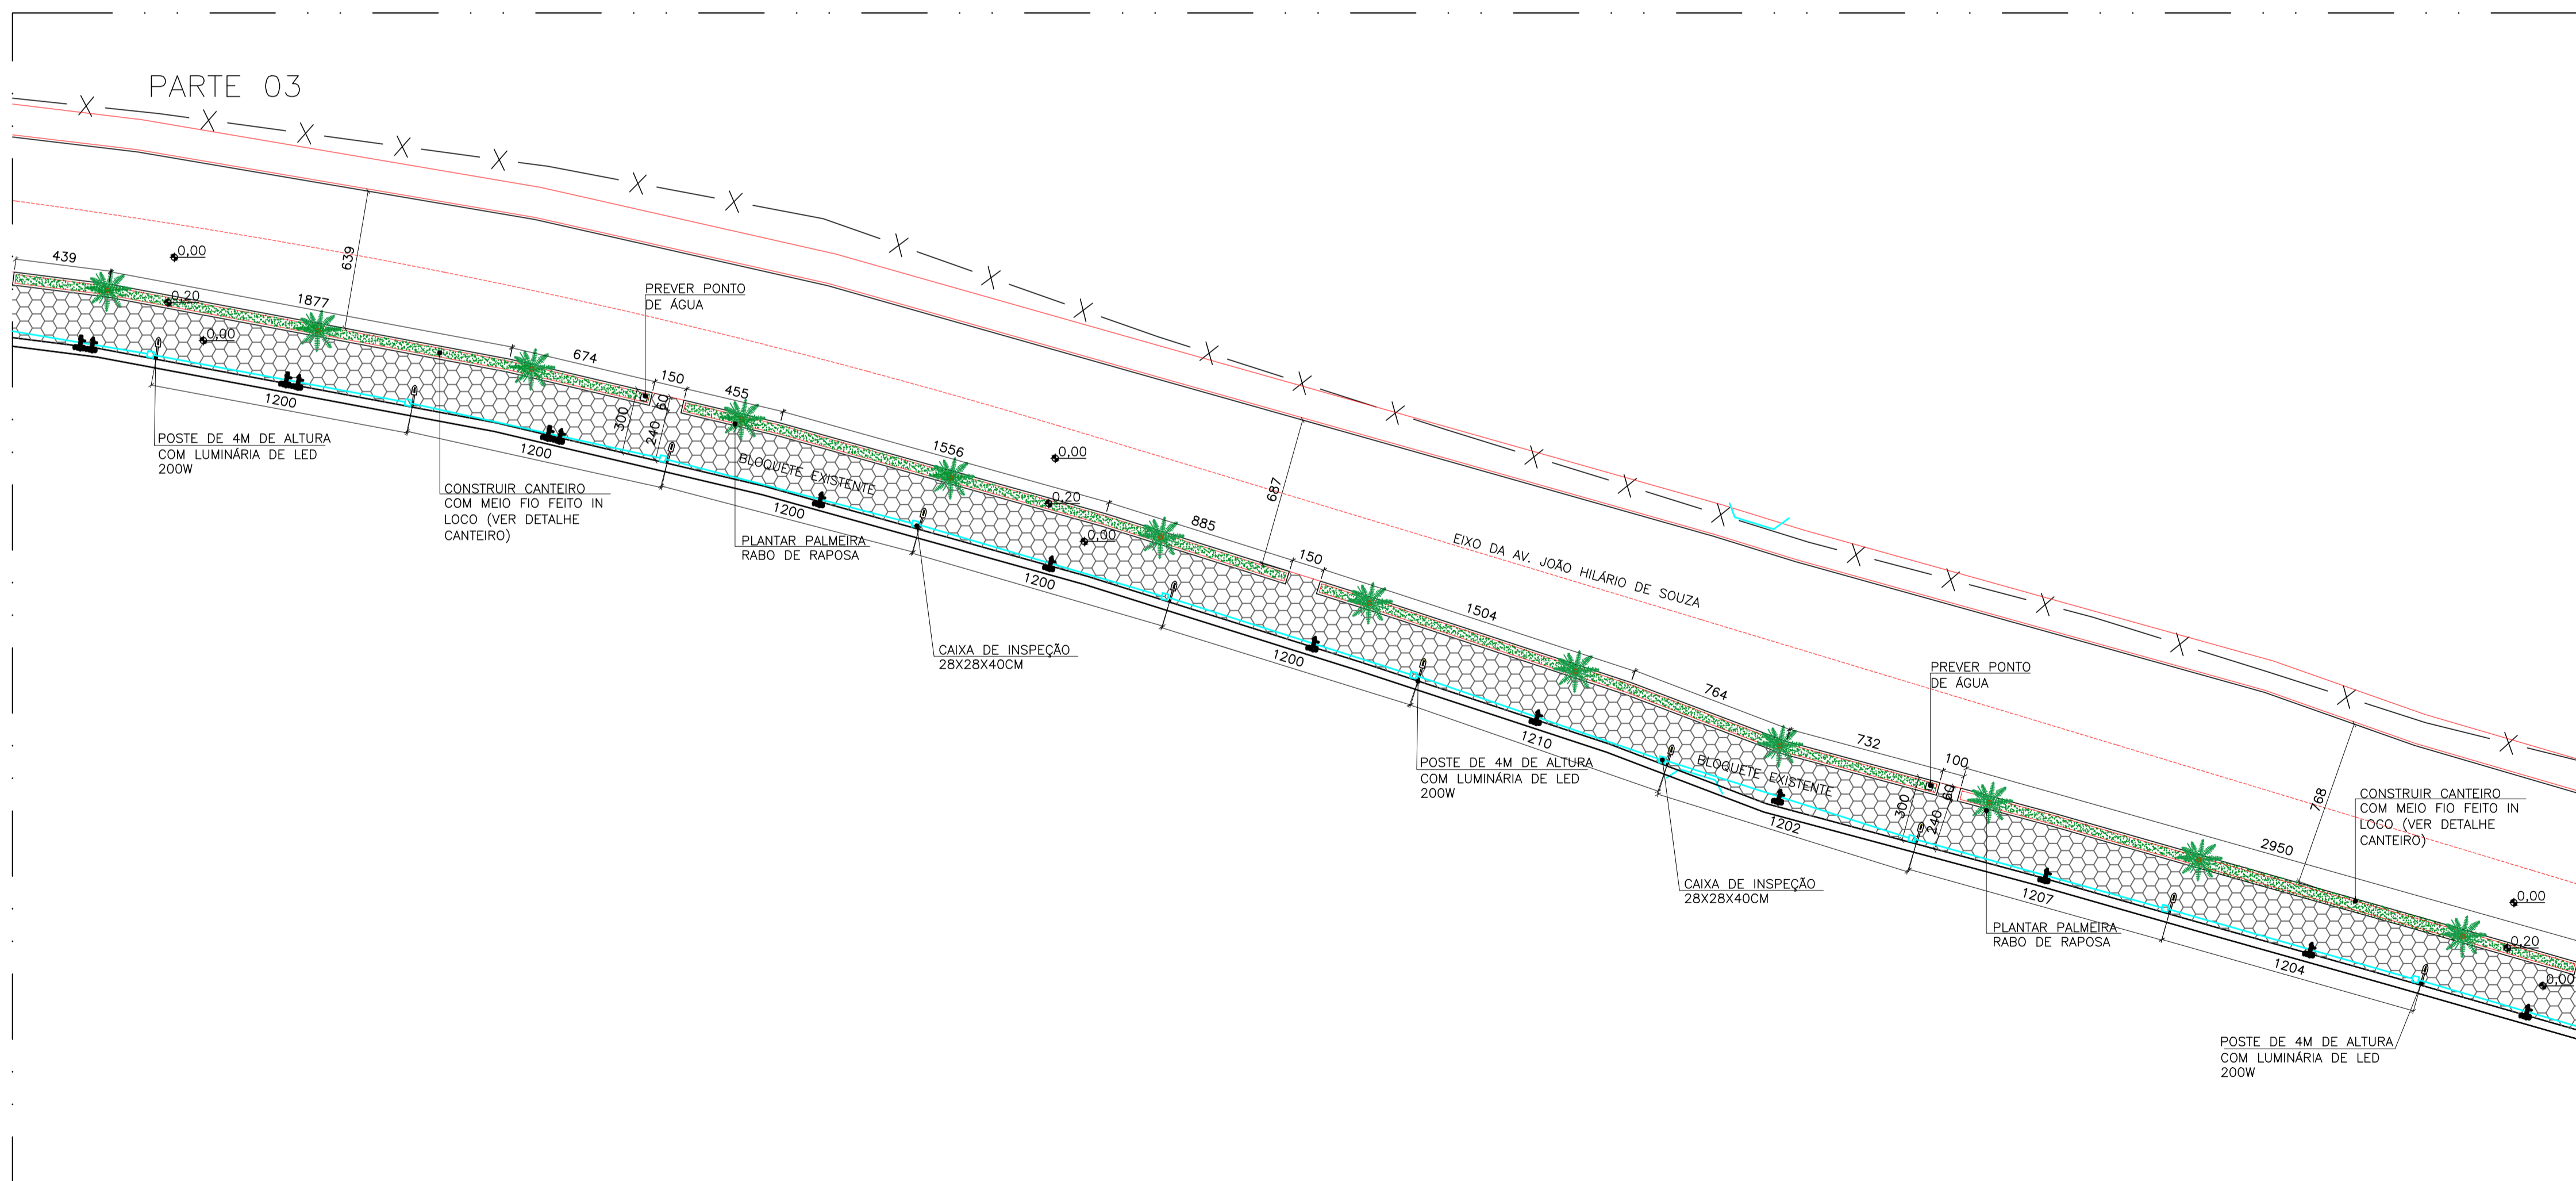 PARTE 03
439
0,00
0,20
0,00
1877
639
674
PREVER PONTO
DE ÁGUA
150
455
60
300
240
1200
POSTE DE 4M DE ALTURA
COM LUMINÁRIA DE LED
200W
CONSTRUIR CANTEIRO
COM MEIO FIO FEITO IN
LOCO (VER DETALHE
CANTEIRO)
1200
BLOQUETE EXISTENTE
1200
PLANTAR PALMEIRA
RABO DE RAPOSA
1556
0,00
0,20
0,00
885
687
150
1200
CAIXA DE INSPEÇÃO
28X28X40CM
1200
EIXO DA AV. JOÃO HILÁRIO DE SOUZA
1504
764
732
PREVER PONTO
DE ÁGUA
100
60
300
240
BLOQUETE EXISTENTE
1210
POSTE DE 4M DE ALTURA
COM LUMINÁRIA DE LED
200W
1202
CAIXA DE INSPEÇÃO
28X28X40CM
1207
PLANTAR PALMEIRA
RABO DE RAPOSA
768
2950
CONSTRUIR CANTEIRO
COM MEIO FIO FEITO IN
LOCO (VER DETALHE
CANTEIRO)
0,00
0,20
0,00
1204
POSTE DE 4M DE ALTURA
COM LUMINÁRIA DE LED
200W